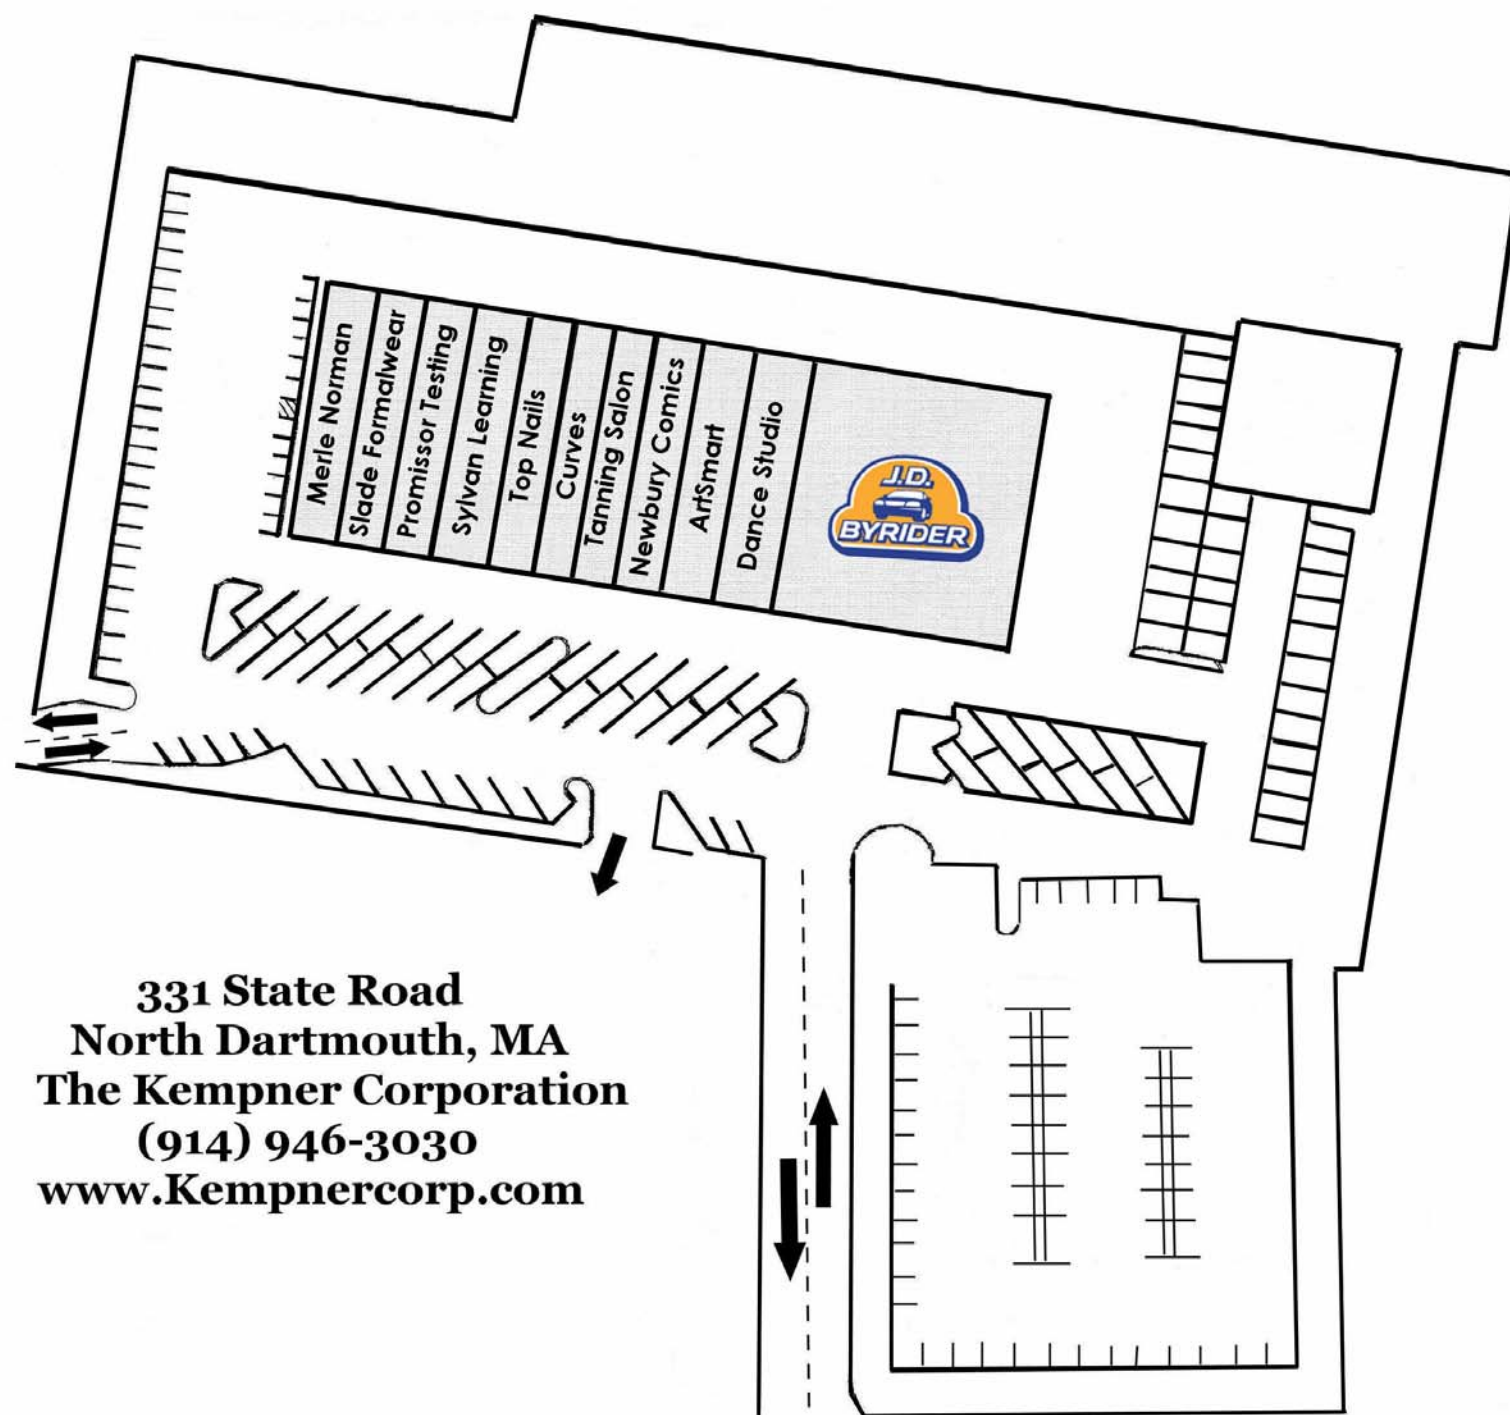 Merle Norman
Slade Formalwear
Promissor Testing
Sylvan Learning
Top Nails
Curves
Tanning Salon
Newbury Comics
ArtSmart
Dance Studio
J.D.
BYRIDER
331 State Road
North Dartmouth, MA
The Kempner Corporation
(914) 946-3030
www.Kempnercorp.com